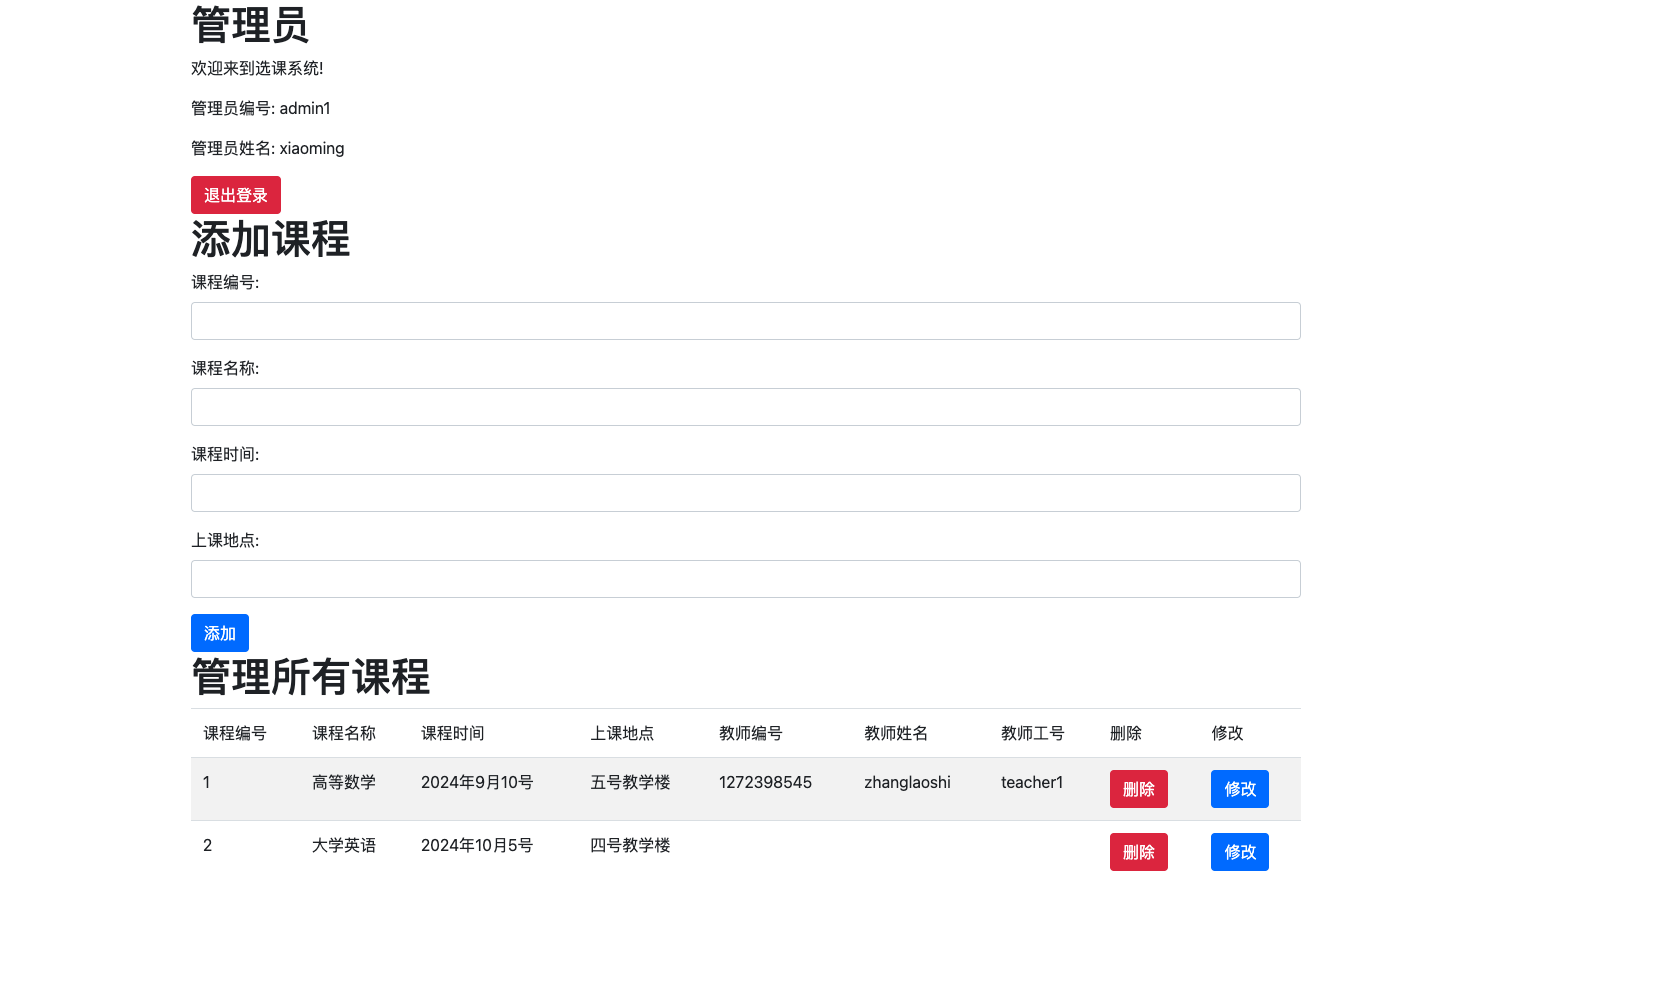 管理员
欢迎来到选课系统!
管理员编号: admin1
管理员姓名: xiaoming
退出登录
添加课程
课程编号:
课程名称:
课程时间:
上课地点:
添加
管理所有课程
课程编号 课程名称 课程时间 上课地点 教师编号 教师姓名 教师工号 删除 修改
1 高等数学 2024年9月10号 五号教学楼 1272398545 zhanglaoshi teacher1 删除 修改
2 大学英语 2024年10月5号 四号教学楼 删除 修改